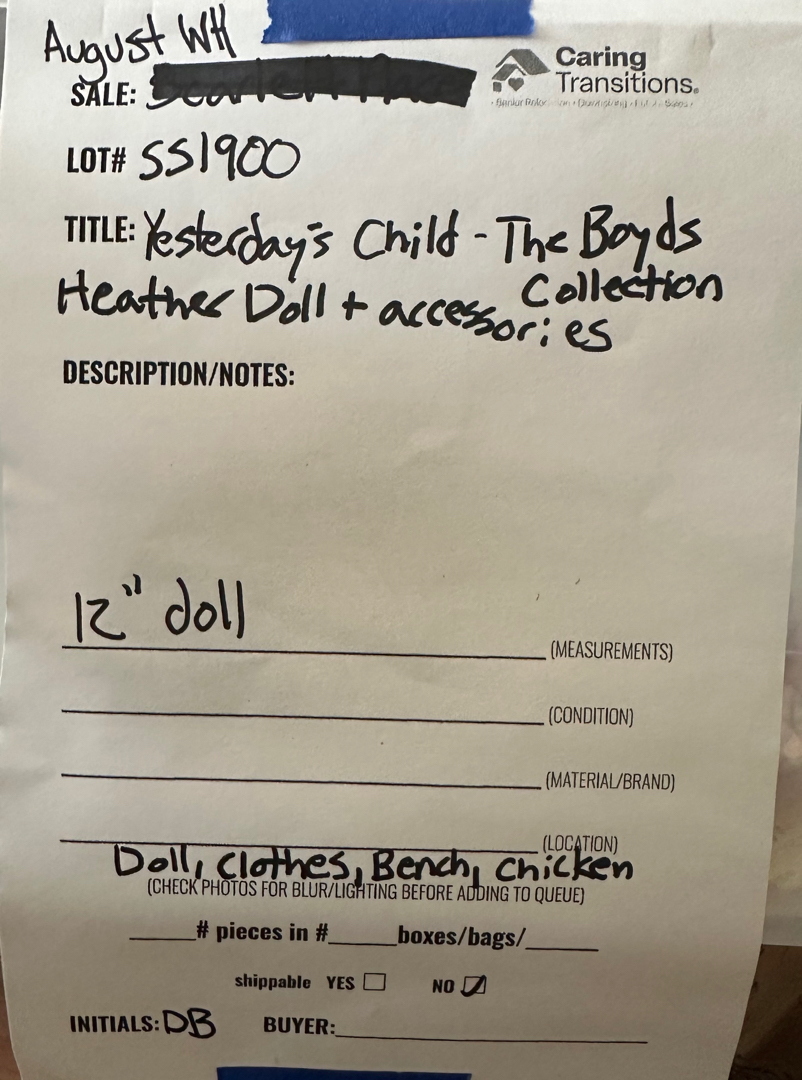 August WH
SALE:
Caring
Transitions.
LOT# SS1900
TITLE: Yesterday's Child - The Boyds
Collection
Heather Doll + accessories
DESCRIPTION/NOTES:
12" doll
(MEASUREMENTS)
(CONDITION)
(MATERIAL/BRAND)
(LOCATION)
Doll, Clothes, Bench, chicken
(CHECK PHOTOS FOR BLUR/LIGHTING BEFORE ADDING TO QUEUE)
# pieces in # boxes/bags/
shippable YES NO
INITIALS: DB BUYER: